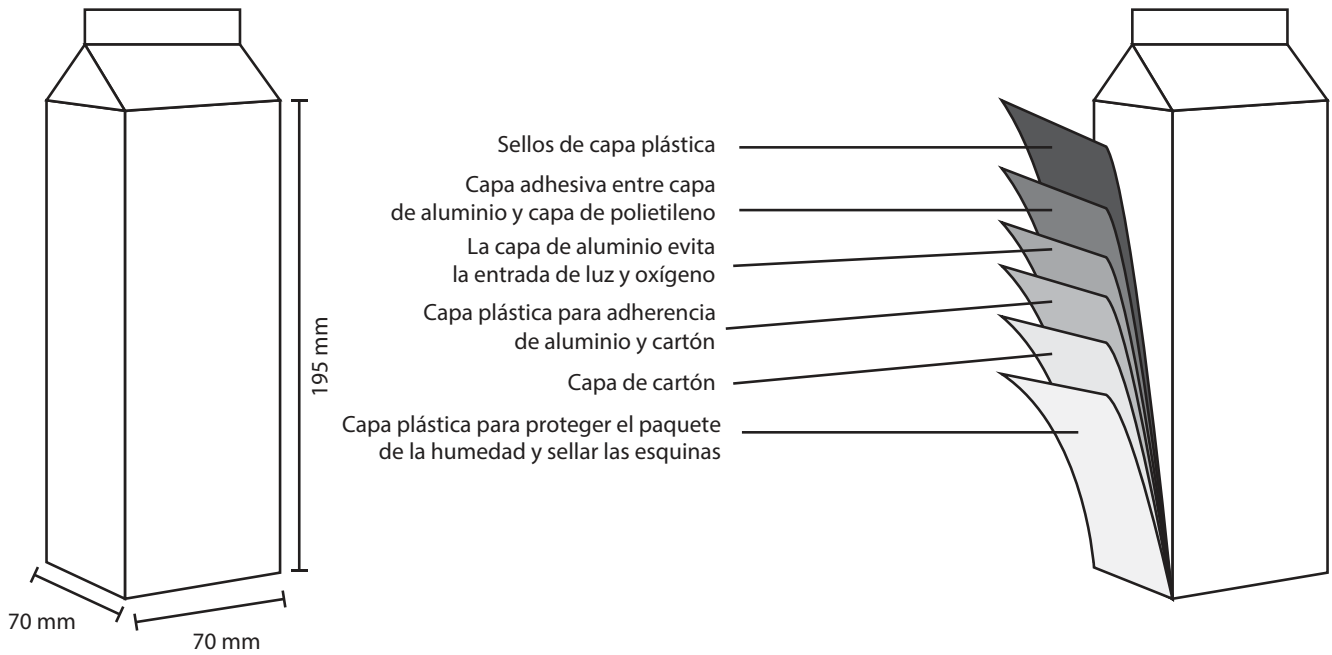 195 mm
70 mm
70 mm
Sellos de capa plástica
Capa adhesiva entre capa
de aluminio y capa de polietileno
La capa de aluminio evita
la entrada de luz y oxígeno
Capa plástica para adherencia
de aluminio y cartón
Capa de cartón
Capa plástica para proteger el paquete
de la humedad y sellar las esquinas